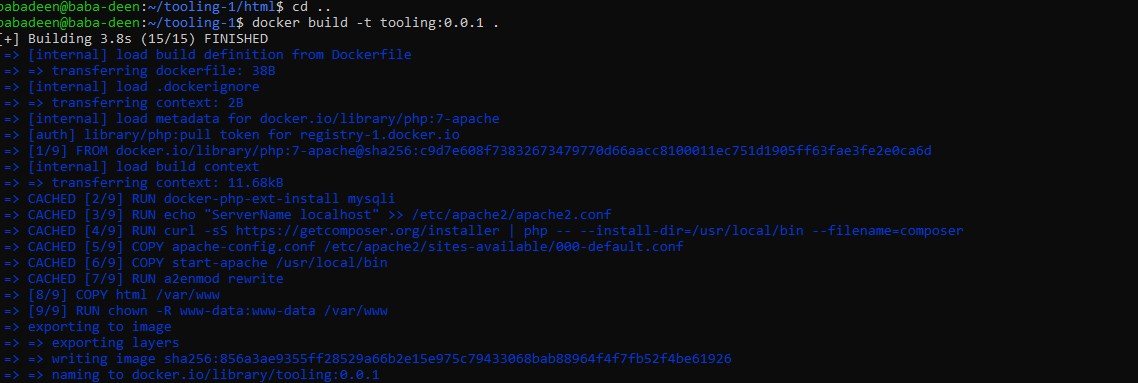 babadeen@baba-deen:~/tooling-1/html$ cd ..
babadeen@baba-deen:~/tooling-1$ docker build -t tooling:0.0.1 .
[+] Building 3.8s (15/15) FINISHED
=> [internal] load build definition from Dockerfile
=> => transferring dockerfile: 38B
=> [internal] load .dockerignore
=> => transferring context: 2B
=> [internal] load metadata for docker.io/library/php:7-apache
=> [auth] library/php:pull token for registry-1.docker.io
=> [1/9] FROM docker.io/library/php:7-apache@sha256:c9d7e608f73832673479770d66aacc8100011ec751d1905ff63fae3fe2e0ca6d
=> [internal] load build context
=> => transferring context: 11.68kB
=> CACHED [2/9] RUN docker-php-ext-install mysqli
=> CACHED [3/9] RUN echo "ServerName localhost" >> /etc/apache2/apache2.conf
=> CACHED [4/9] RUN curl -sS https://getcomposer.org/installer | php -- --install-dir=/usr/local/bin --filename=composer
=> CACHED [5/9] COPY apache-config.conf /etc/apache2/sites-available/000-default.conf
=> CACHED [6/9] COPY start-apache /usr/local/bin
=> CACHED [7/9] RUN a2enmod rewrite
=> [8/9] COPY html /var/www
=> [9/9] RUN chown -R www-data:www-data /var/www
=> exporting to image
=> => exporting layers
=> => writing image sha256:856a3ae9355ff28529a66b2e15e975c79433068bab88964f4f7fb52f4be61926
=> => naming to docker.io/library/tooling:0.0.1